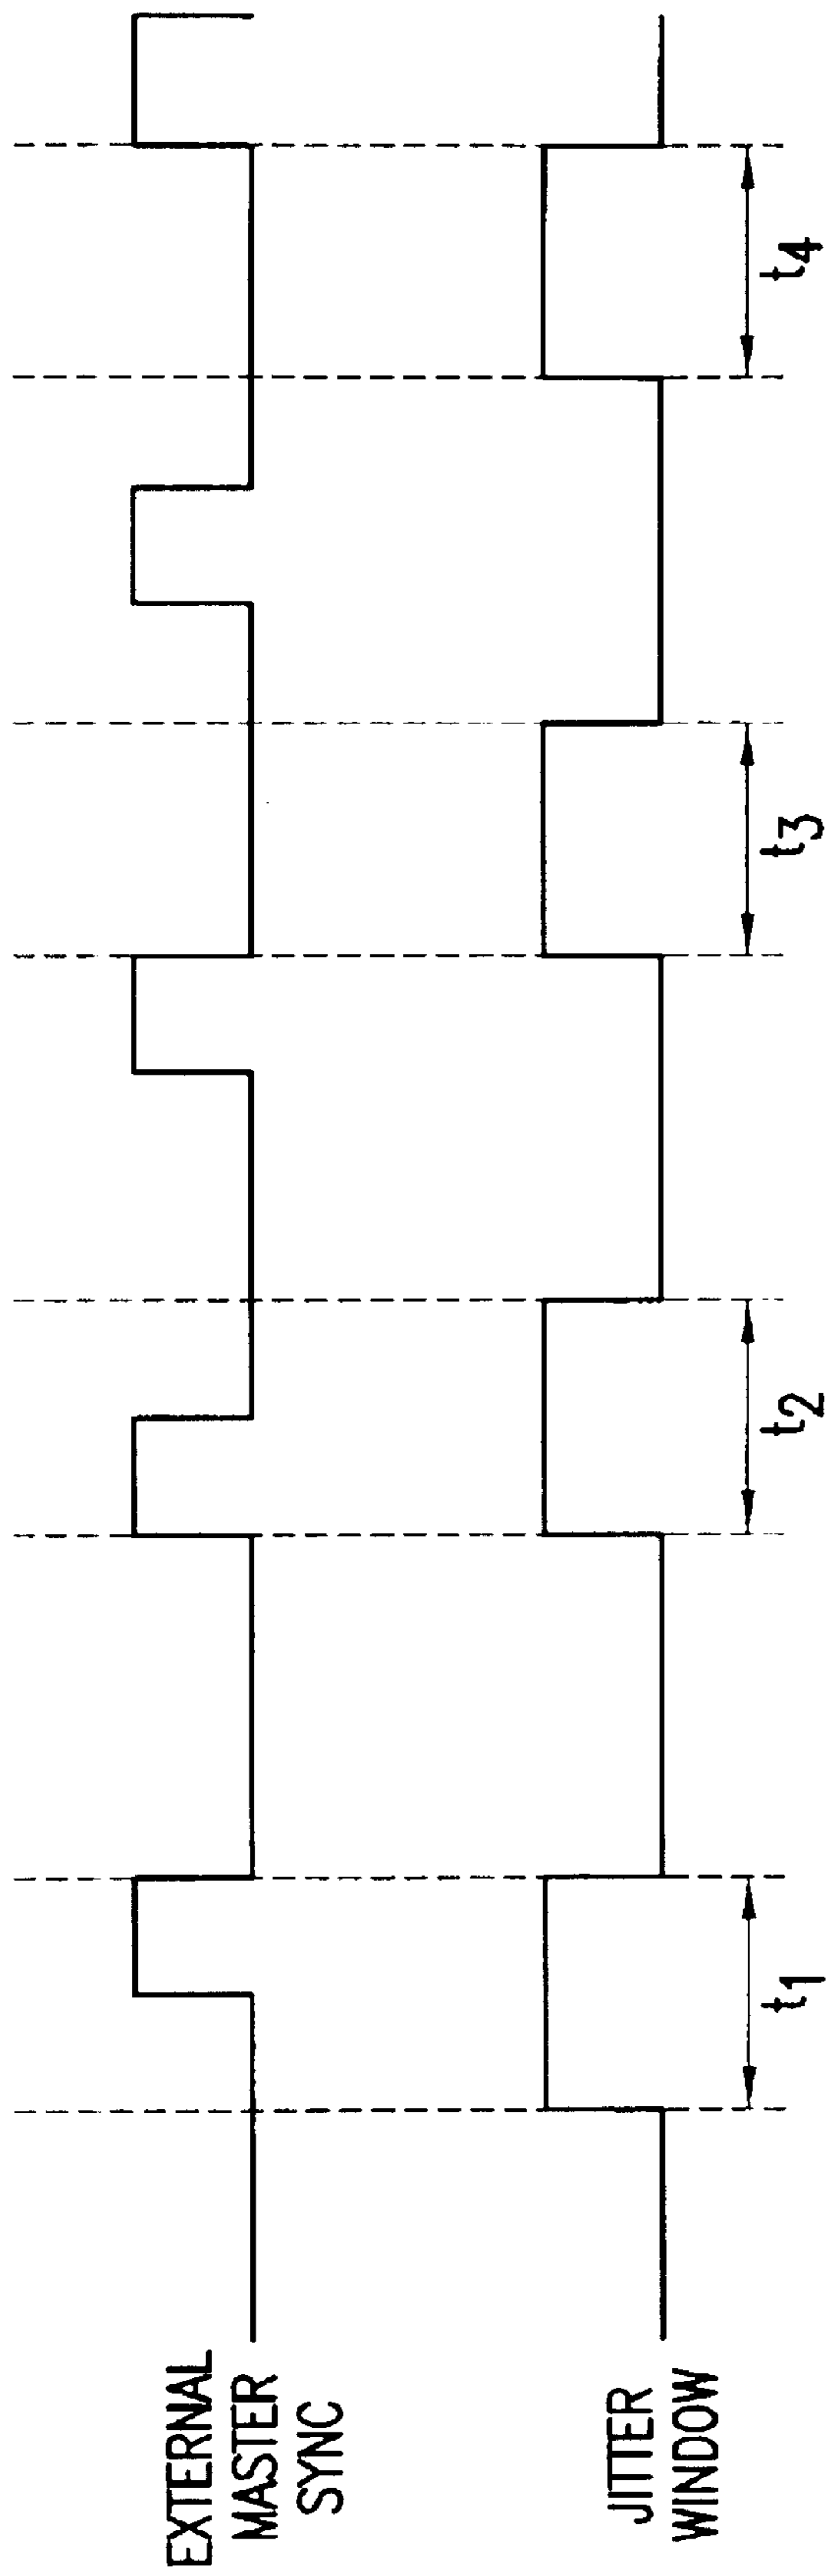 EXTERNAL
MASTER
SYNC
JITTER
WINDOW
t1
t2
t3
t4